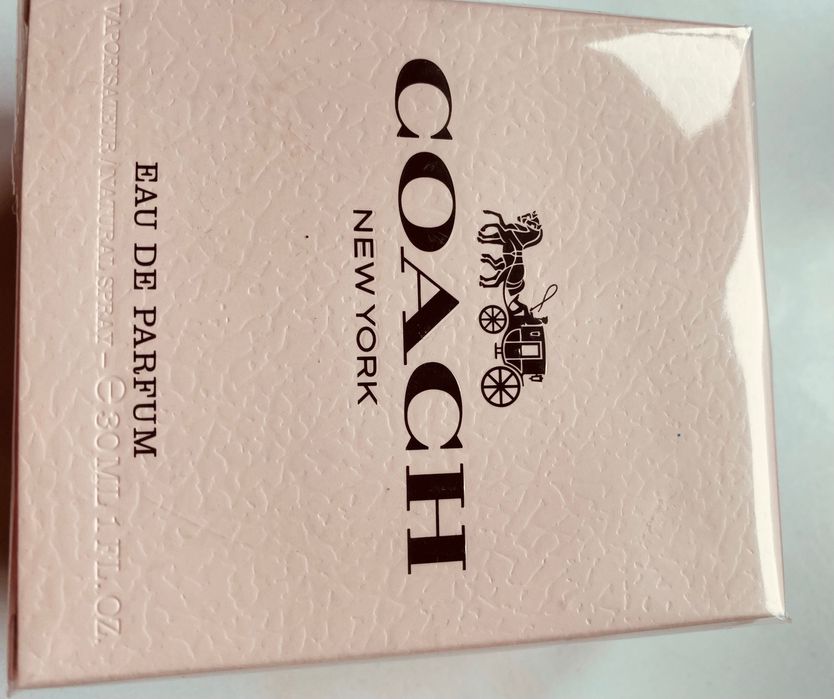 COACH
NEW YORK
EAU DE PARFUM
VAPORISATEUR / NATURAL SPRAY – ℮ 30 ML 1 FL. OZ.